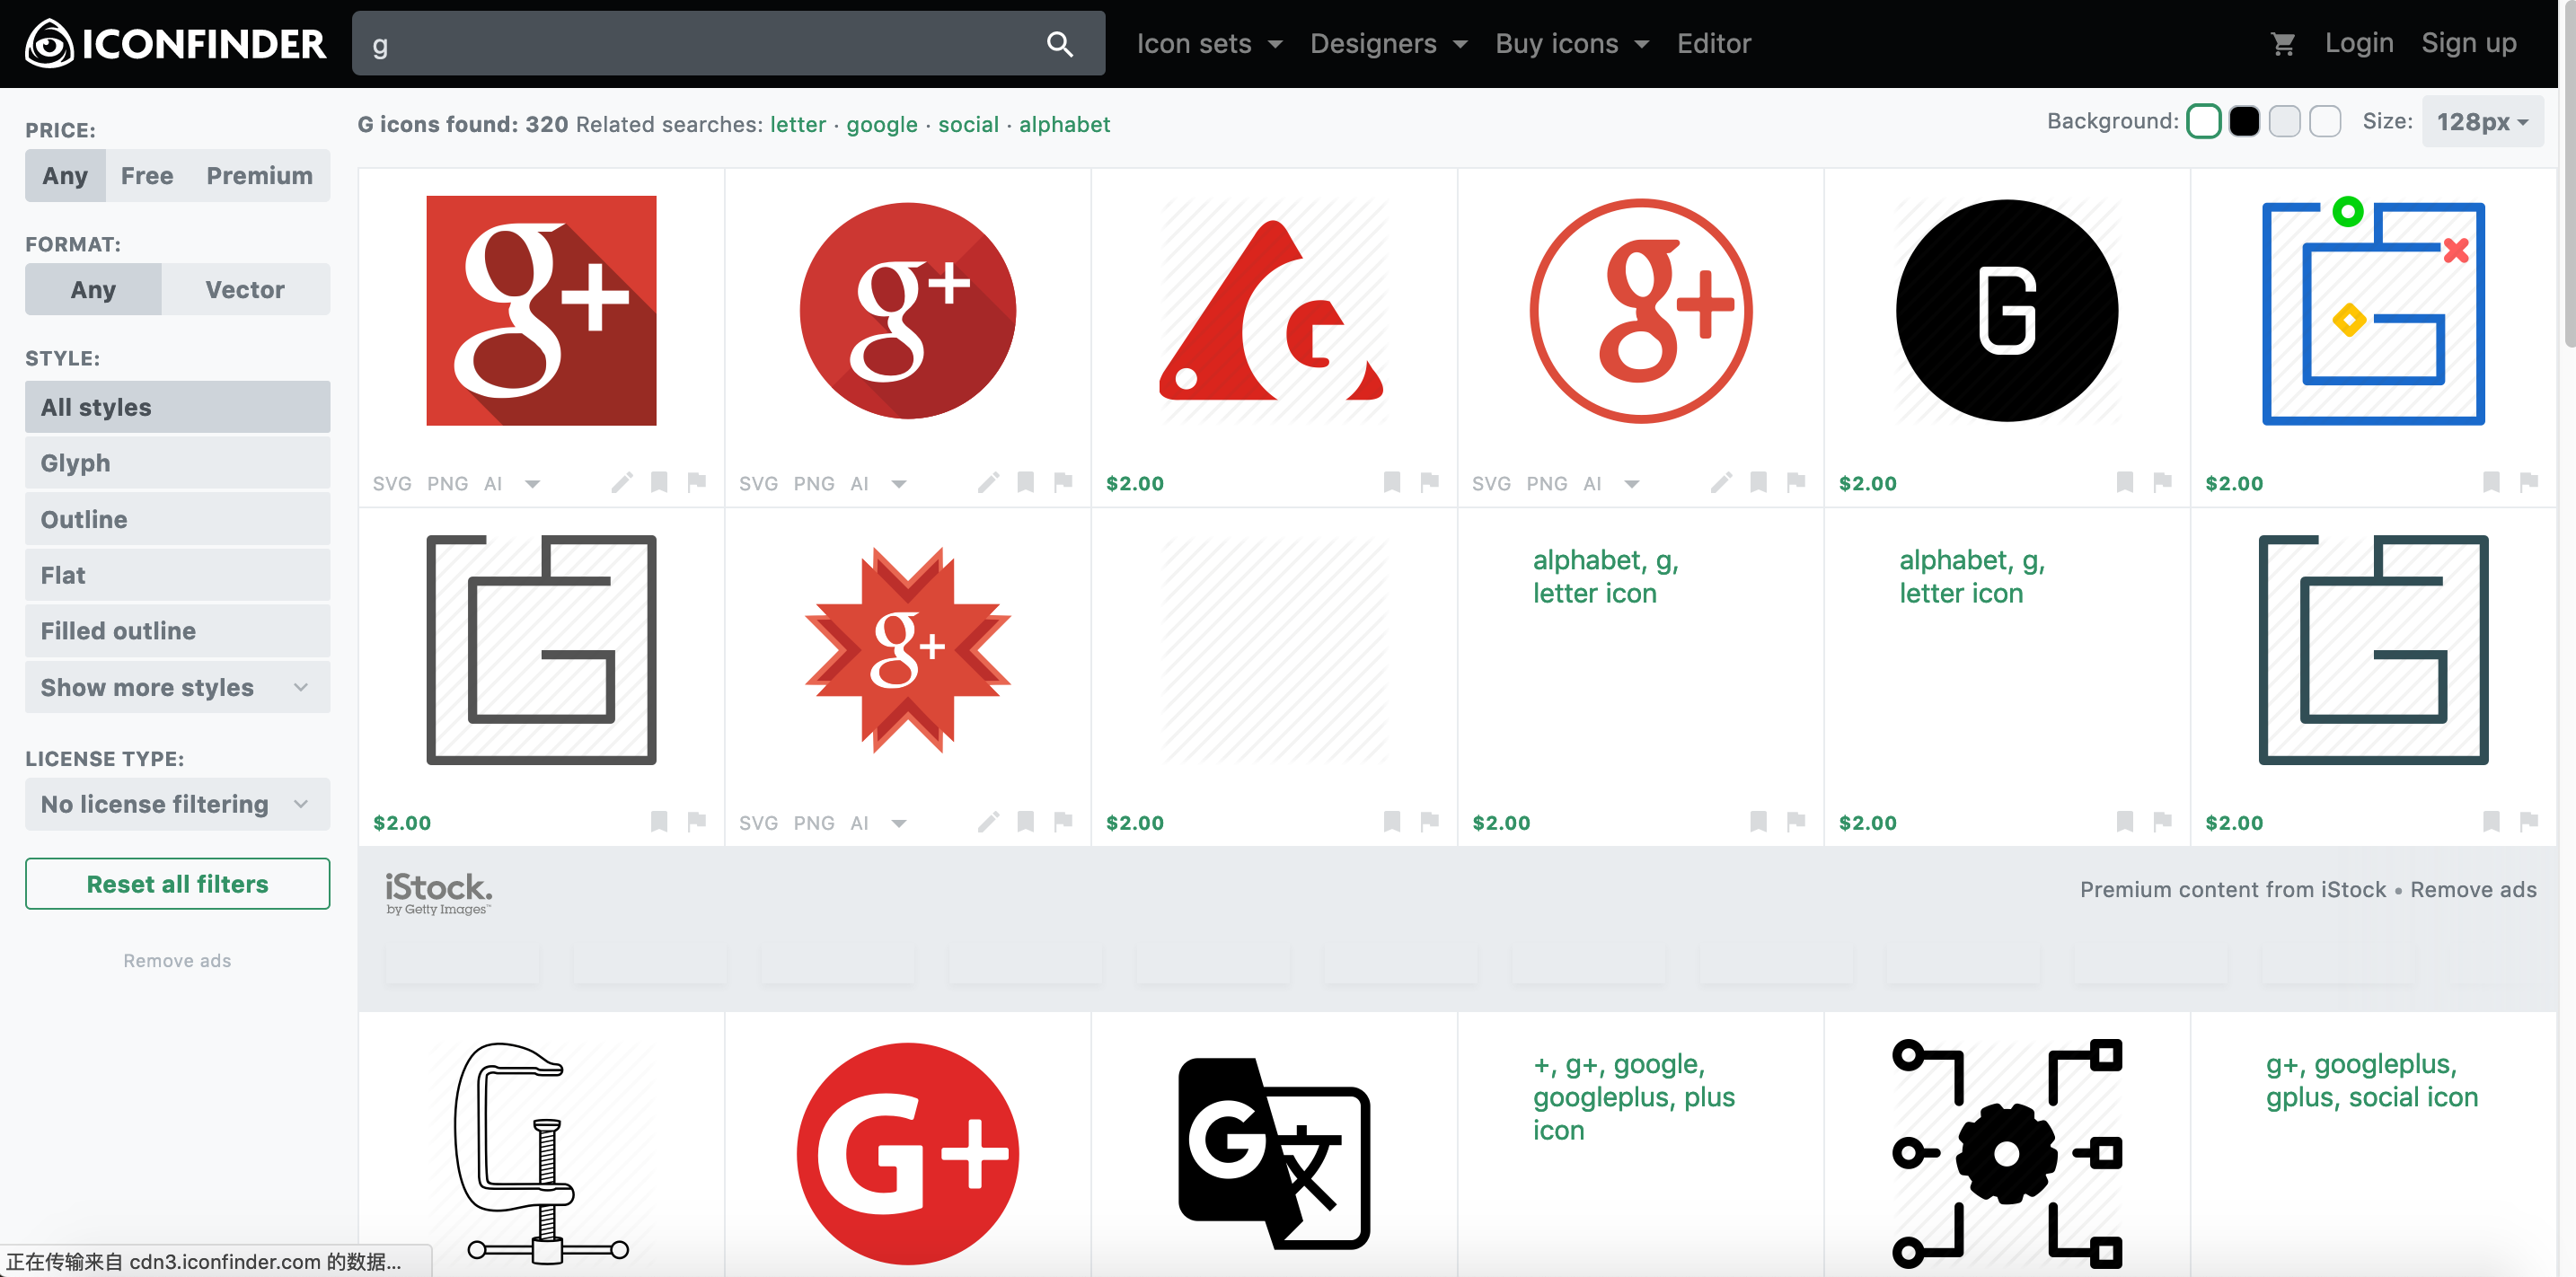 ICONFINDER
g
Icon sets
Designers
Buy icons
Editor
Login
Sign up
PRICE:
Any
Free
Premium
FORMAT:
Any
Vector
STYLE:
All styles
Glyph
Outline
Flat
Filled outline
Show more styles
LICENSE TYPE:
No license filtering
Reset all filters
Remove ads
G icons found: 320 Related searches: letter · google · social · alphabet
Background:
Size:
128px
g+
g+
G
g+
G
G
SVG PNG AI
SVG PNG AI
$2.00
SVG PNG AI
$2.00
$2.00
G
g+
alphabet, g,
letter icon
alphabet, g,
letter icon
G
$2.00
SVG PNG AI
$2.00
$2.00
$2.00
$2.00
iStock.
by Getty Images™
Premium content from iStock • Remove ads
G+
G文
+, g+, google,
googleplus, plus
icon
g+, googleplus,
gplus, social icon
正在传输来自 cdn3.iconfinder.com 的数据...